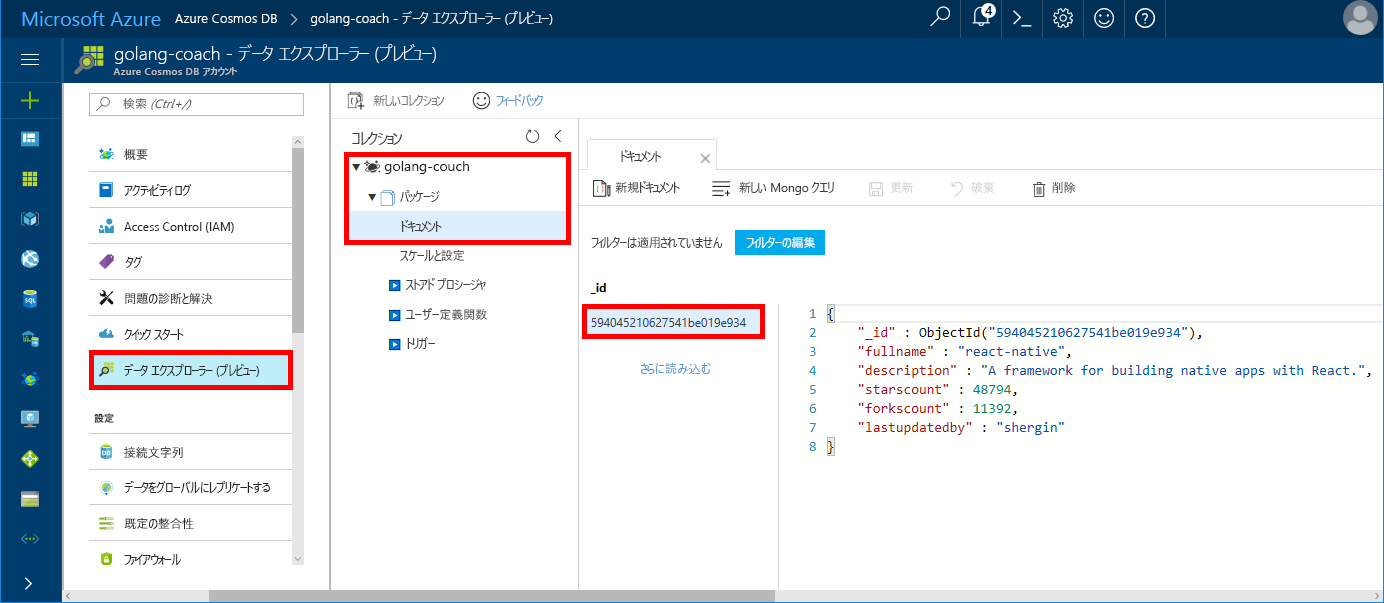 Microsoft Azure Azure Cosmos DB > golang-coach - データ エクスプローラー (プレビュー)
4
golang-coach - データ エクスプローラー (プレビュー)
Azure Cosmos DB アカウント
検索 (Ctrl+/)
概要
アクティビティ ログ
Access Control (IAM)
タグ
問題の診断と解決
クイック スタート
データ エクスプローラー (プレビュー)
設定
接続文字列
データをグローバルにレプリケートする
既定の整合性
ファイアウォール
新しいコレクション
フィードバック
コレクション
golang-couch
パッケージ
ドキュメント
スケールと設定
ストアド プロシージャ
ユーザー定義関数
トリガー
ドキュメント
新規ドキュメント
新しい Mongo クエリ
更新
破棄
削除
フィルターは適用されていません
フィルターの編集
_id
594045210627541be019e934
さらに読み込む
1 {
2 "_id" : ObjectId("594045210627541be019e934"),
3 "fullname" : "react-native",
4 "description" : "A framework for building native apps with React.",
5 "starscount" : 48794,
6 "forkscount" : 11392,
7 "lastupdatedby" : "shergin"
8 }